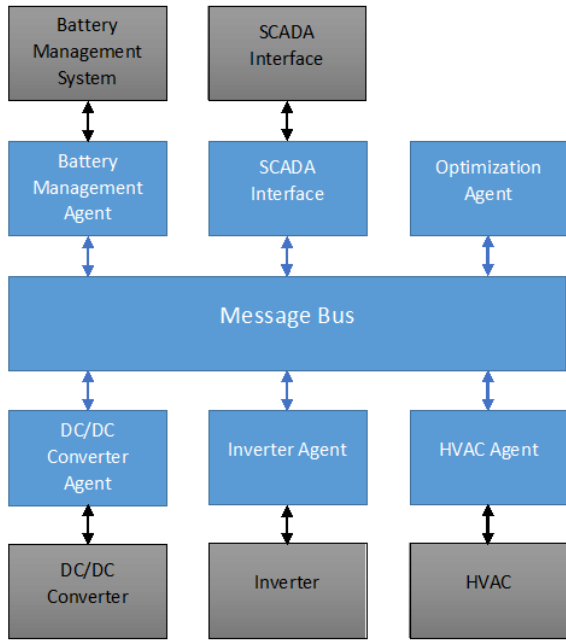 Battery
Management
System
SCADA
Interface
Battery
Management
Agent
SCADA
Interface
Optimization
Agent
Message Bus
DC/DC
Converter
Agent
Inverter Agent
HVAC Agent
DC/DC
Converter
Inverter
HVAC